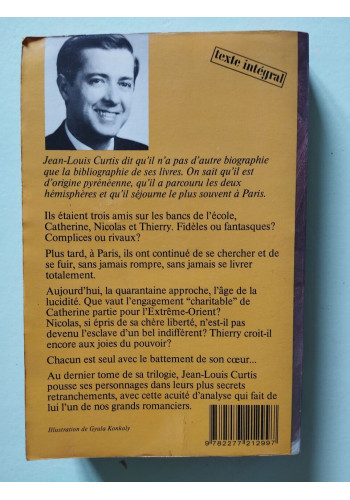 texte intégral
Jean-Louis Curtis dit qu'il n'a pas d'autre biographie
que la bibliographie de ses livres. On sait qu'il est
d'origine pyrénéenne, qu'il a parcouru les deux
hémisphères et qu'il séjourne le plus souvent à Paris.
Ils étaient trois amis sur les bancs de l'école,
Catherine, Nicolas et Thierry. Fidèles ou fantasques?
Complices ou rivaux?
Plus tard, à Paris, ils ont continué de se chercher et de
se fuir, sans jamais rompre, sans jamais se livrer
totalement.
Aujourd'hui, la quarantaine approche, l'âge de la
lucidité. Que vaut l'engagement "charitable" de
Catherine partie pour l'Extrême-Orient?
Nicolas, si épris de sa chère liberté, n'est-il pas
devenu l'esclave d'un bel indifférent? Thierry croit-il
encore aux joies du pouvoir?
Chacun est seul avec le battement de son cœur...
Au dernier tome de sa trilogie, Jean-Louis Curtis
pousse ses personnages dans leurs plus secrets
retranchements, avec cette acuité d'analyse qui fait de
lui l'un de nos grands romanciers.
Illustration de Gyula Konkoly
9 782277 212997